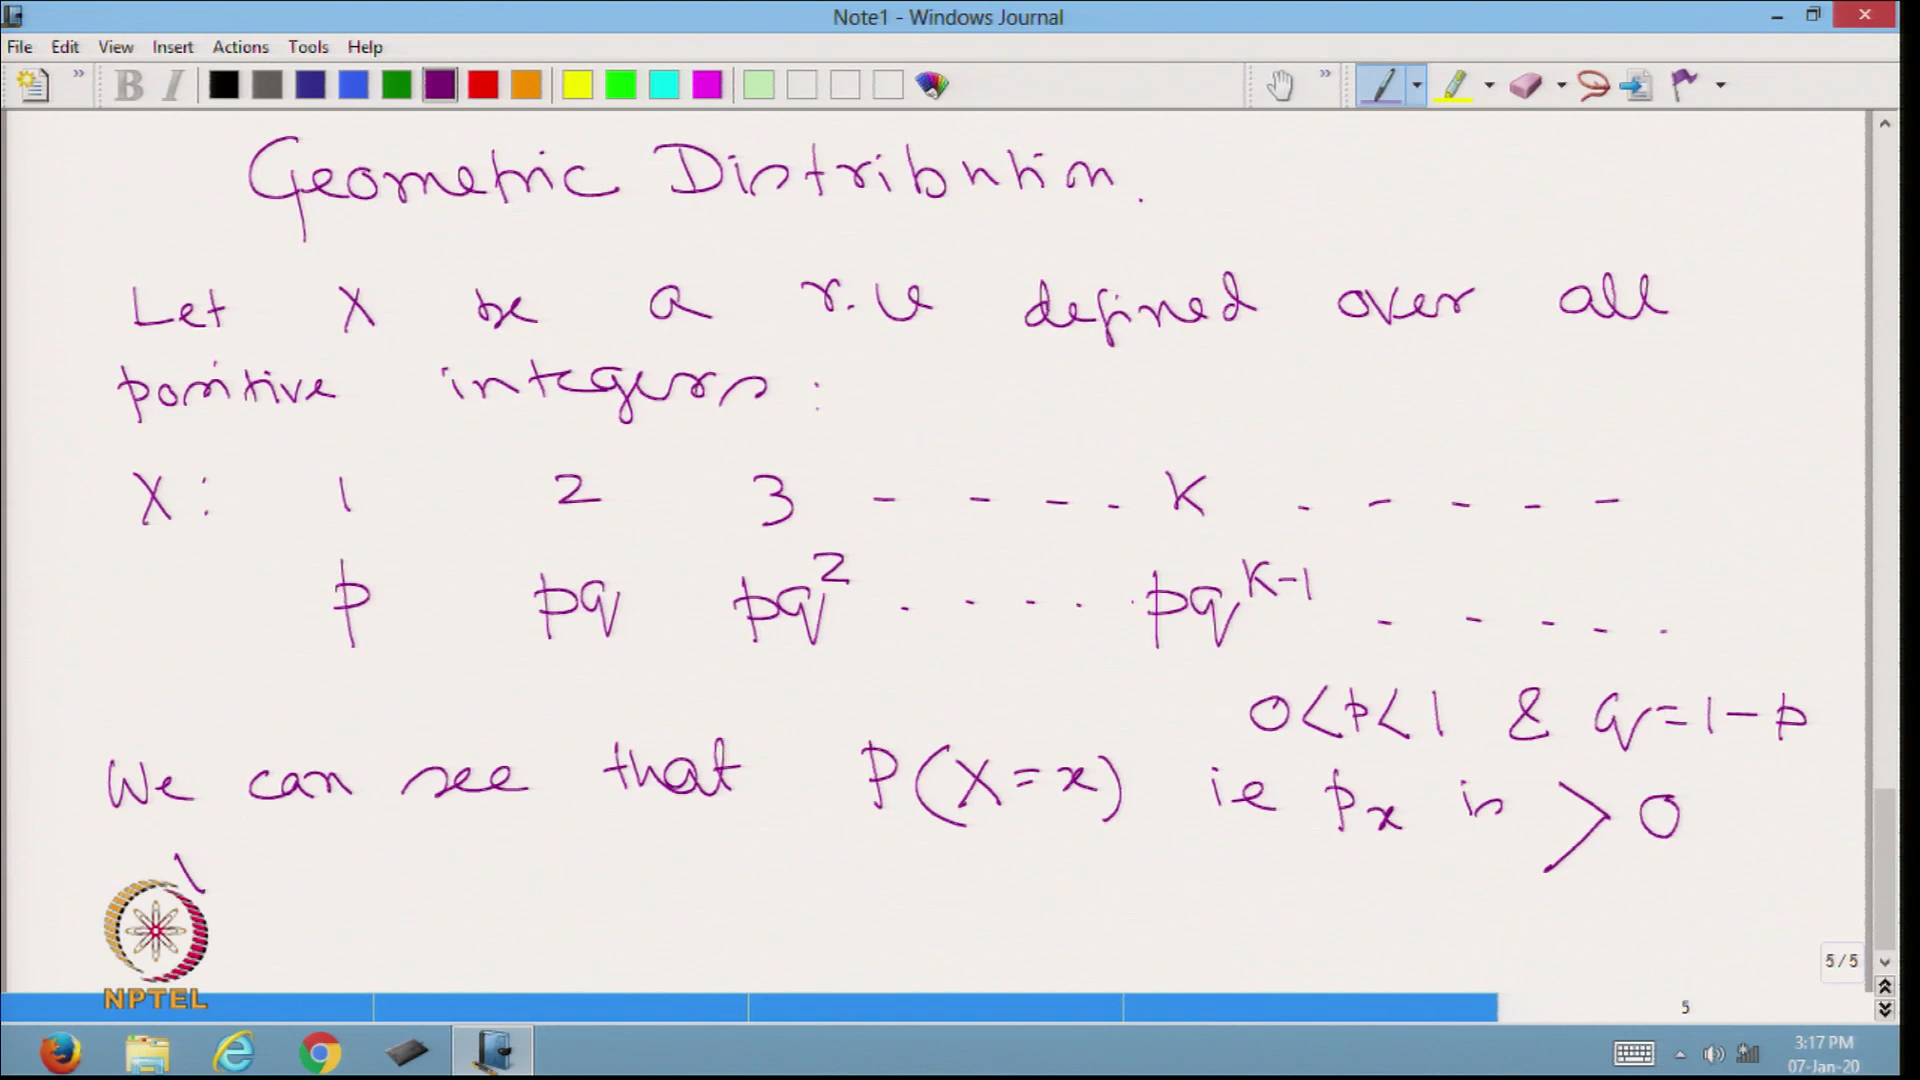 Note1 - Windows Journal
File Edit View Insert Actions Tools Help
B I
Geometric Distribution.
Let X be a r.v defined over all
positive integers:
X: 1 2 3 - - - . K . - - - -
p pq pq² . . . . . pq^{K-1} - - - . .
0<p<1 & q=1-p
We can see that P(X=x) ie pₓ is > 0
NPTEL
5/5
5
3:17 PM
07-Jan-20